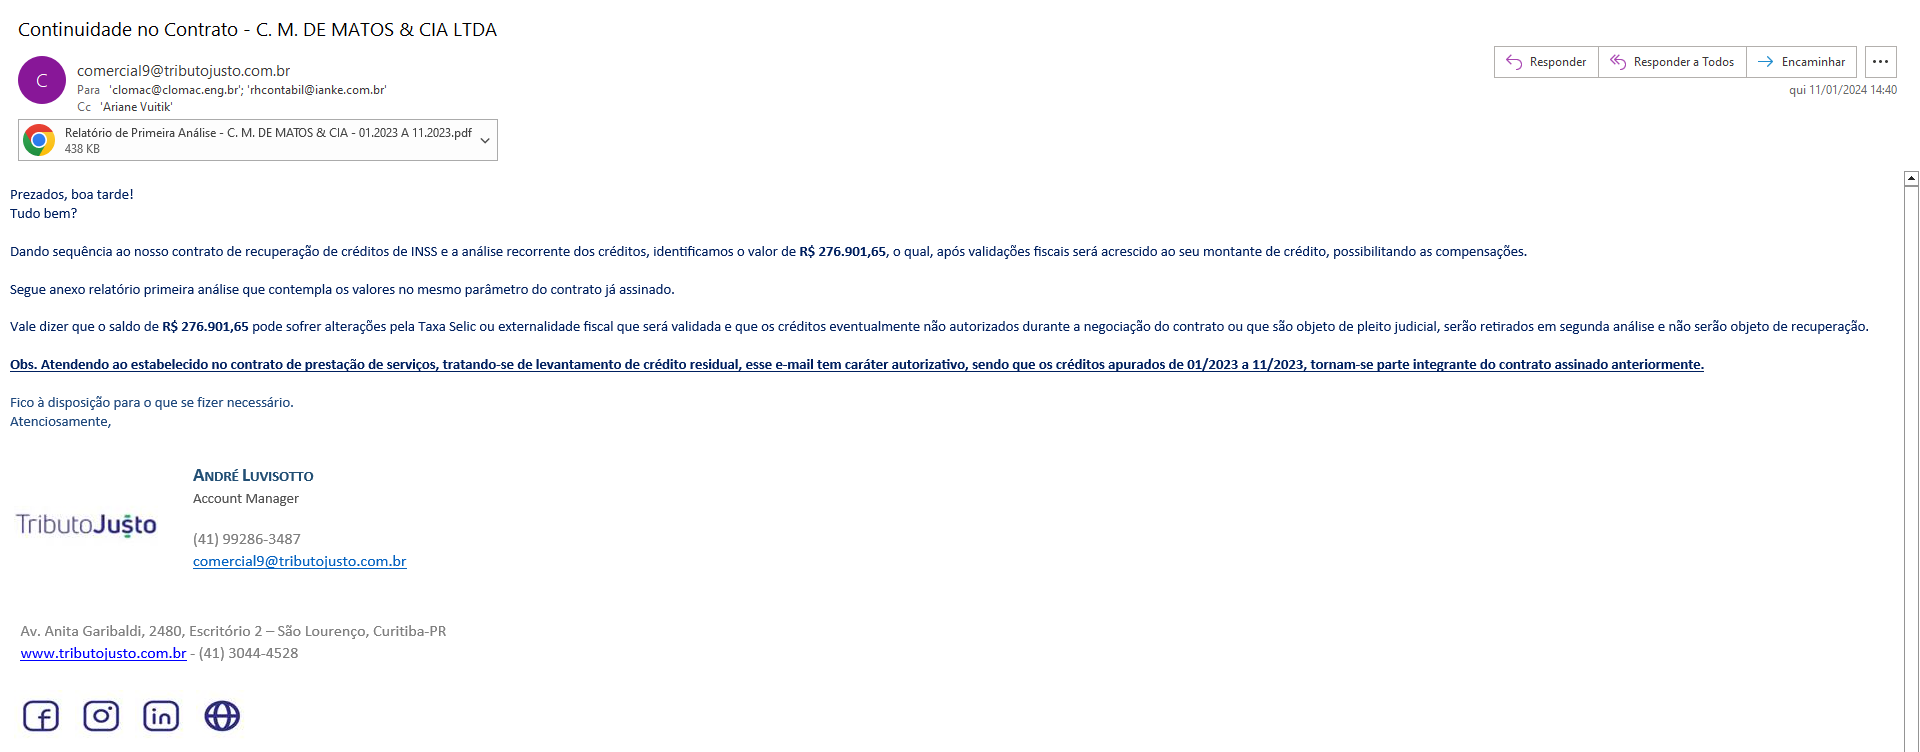 Continuidade no Contrato - C. M. DE MATOS & CIA LTDA
C
comercial9@tributojusto.com.br
Para 'clomac@clomac.eng.br'; 'rhcontabil@ianke.com.br'
Cc 'Ariane Vuitik'
Responder
Responder a Todos
Encaminhar
qui 11/01/2024 14:40
Relatório de Primeira Análise - C. M. DE MATOS & CIA - 01.2023 A 11.2023.pdf
438 KB
Prezados, boa tarde!
Tudo bem?
Dando sequência ao nosso contrato de recuperação de créditos de INSS e a análise recorrente dos créditos, identificamos o valor de R$ 276.901,65, o qual, após validações fiscais será acrescido ao seu montante de crédito, possibilitando as compensações.
Segue anexo relatório primeira análise que contempla os valores no mesmo parâmetro do contrato já assinado.
Vale dizer que o saldo de R$ 276.901,65 pode sofrer alterações pela Taxa Selic ou externalidade fiscal que será validada e que os créditos eventualmente não autorizados durante a negociação do contrato ou que são objeto de pleito judicial, serão retirados em segunda análise e não serão objeto de recuperação.
Obs. Atendendo ao estabelecido no contrato de prestação de serviços, tratando-se de levantamento de crédito residual, esse e-mail tem caráter autorizativo, sendo que os créditos apurados de 01/2023 a 11/2023, tornam-se parte integrante do contrato assinado anteriormente.
Fico à disposição para o que se fizer necessário.
Atenciosamente,
ANDRÉ LUVISOTTO
Account Manager
TributoJusto
(41) 99286-3487
comercial9@tributojusto.com.br
Av. Anita Garibaldi, 2480, Escritório 2 – São Lourenço, Curitiba-PR
www.tributojusto.com.br - (41) 3044-4528